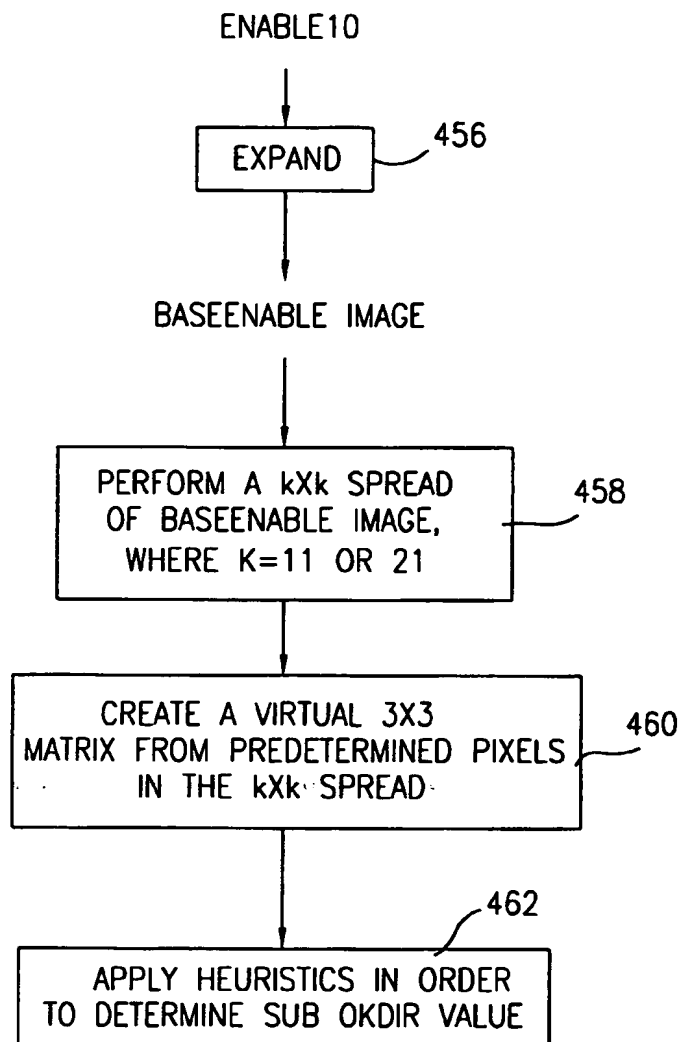 ENABLE10
EXPAND
456
BASEENABLE IMAGE
PERFORM A kXk SPREAD
OF BASEENABLE IMAGE,
WHERE K=11 OR 21
458
CREATE A VIRTUAL 3X3
MATRIX FROM PREDETERMINED PIXELS
IN THE kXk SPREAD
460
462
APPLY HEURISTICS IN ORDER
TO DETERMINE SUB OKDIR VALUE